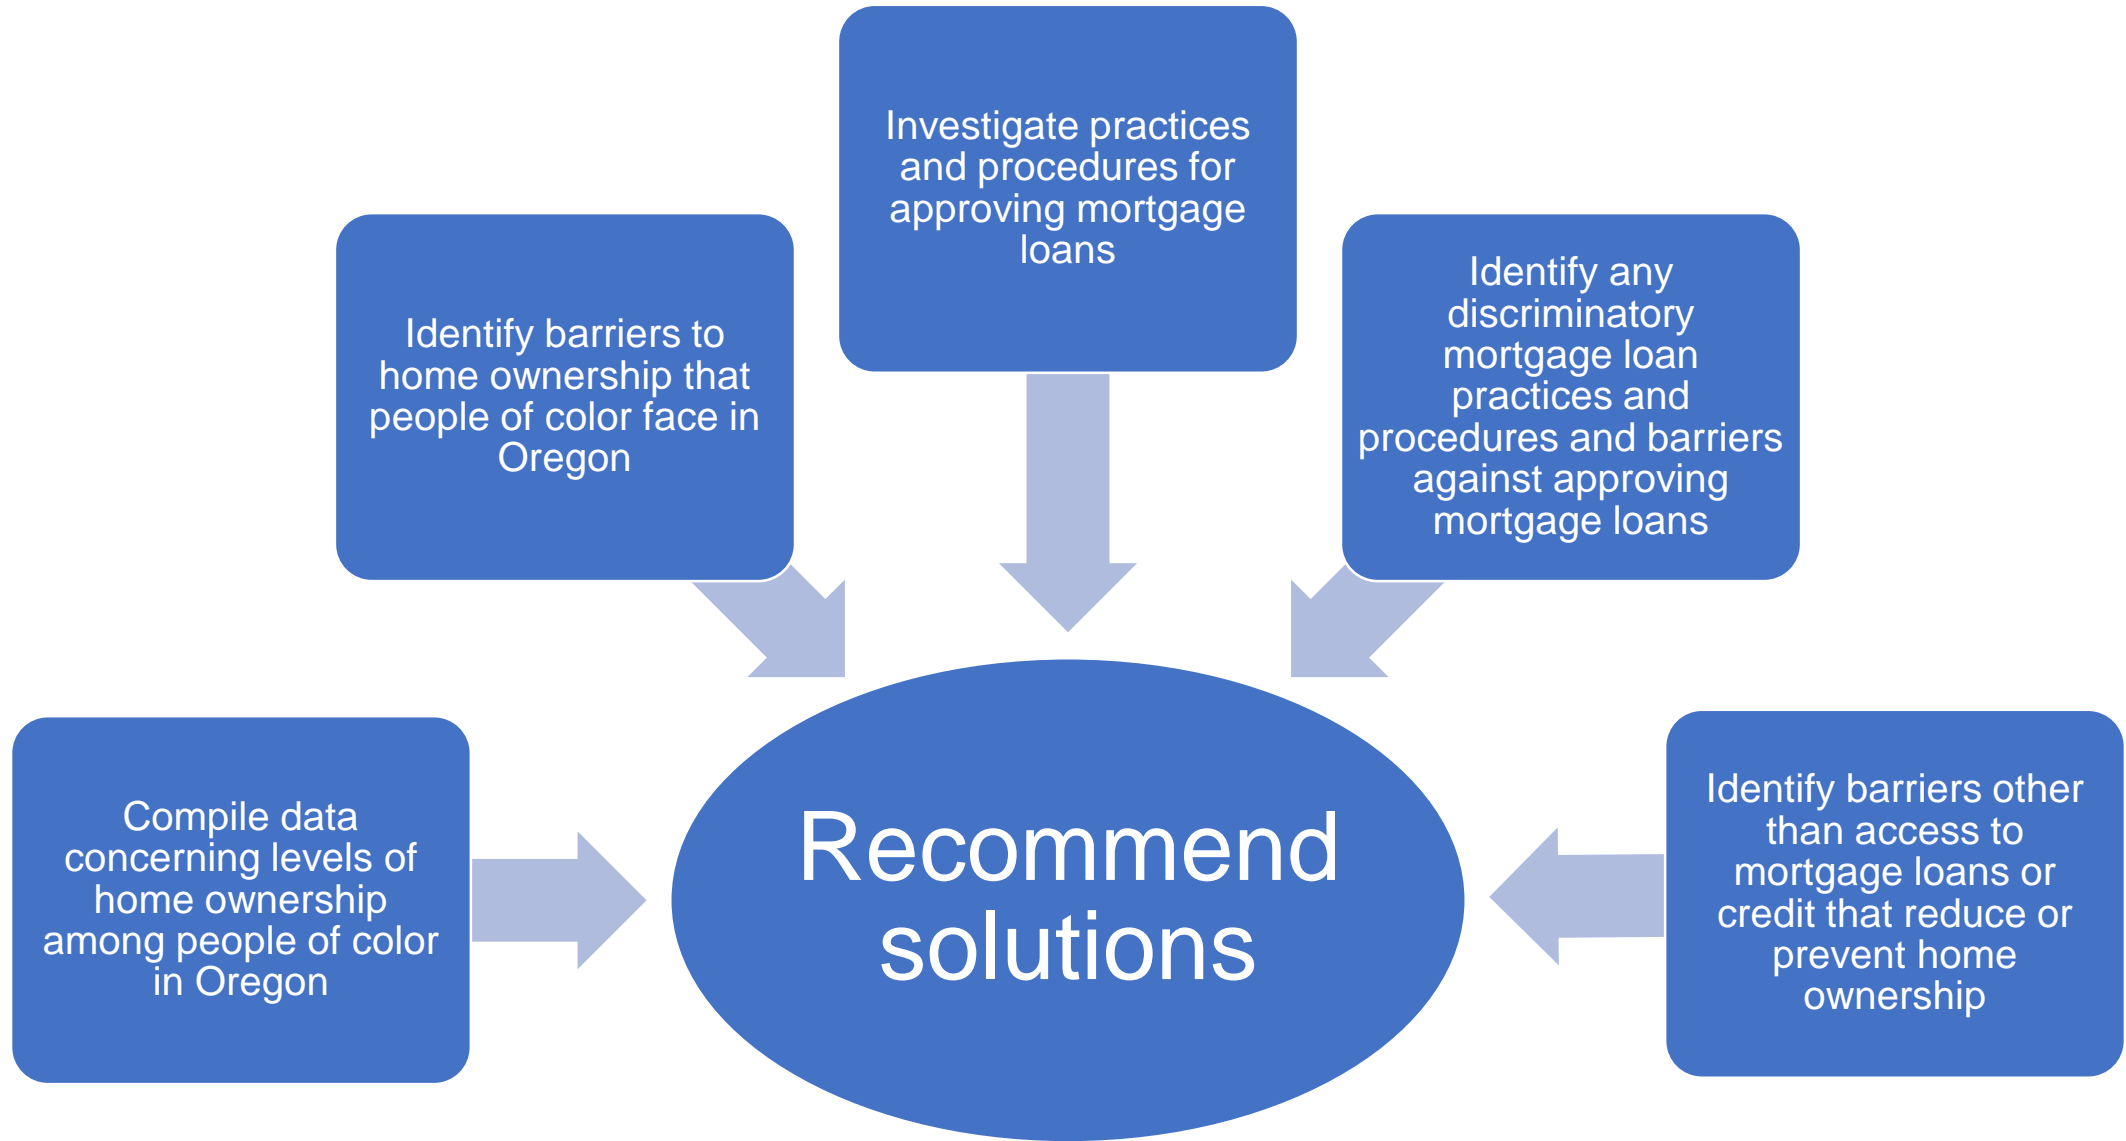 Investigate practices
and procedures for
approving mortgage
loans
Identify barriers to
home ownership that
people of color face in
Oregon
Identify any
discriminatory
mortgage loan
practices and
procedures and barriers
against approving
mortgage loans
Compile data
concerning levels of
home ownership
among people of color
in Oregon
Recommend
solutions
Identify barriers other
than access to
mortgage loans or
credit that reduce or
prevent home
ownership